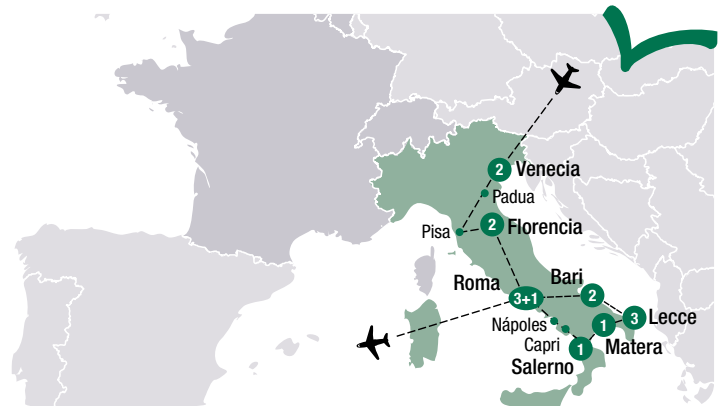 2 Venecia
Padua
Pisa
2 Florencia
Roma
3+1
Bari
2
Nápoles
Capri
3 Lecce
1
Matera
1
Salerno